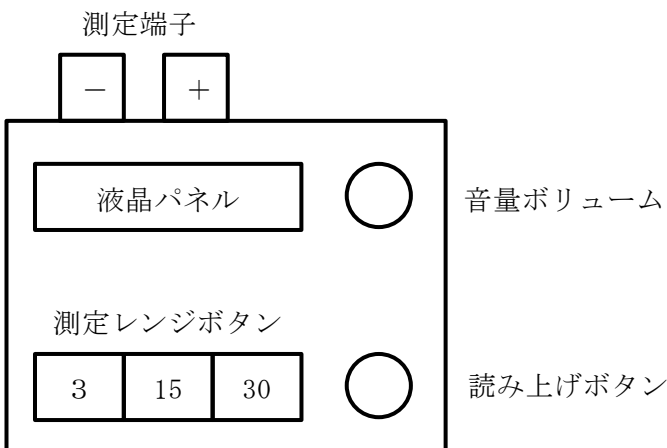 測定端子
－ ＋
液晶パネル 音量ボリューム
測定レンジボタン
3 15 30 読み上げボタン